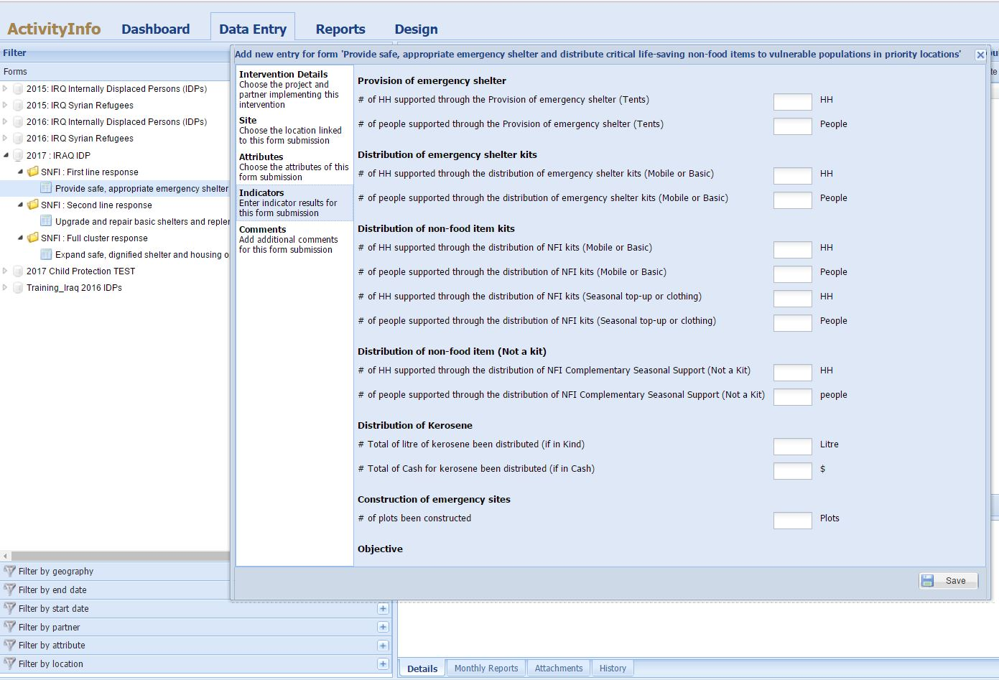 ActivityInfo
Dashboard
Data Entry
Reports
Design
Filter
Forms
2015: IRQ Internally Displaced Persons (IDPs)
2015: IRQ Syrian Refugees
2016: IRQ Internally Displaced Persons (IDPs)
2016: IRQ Syrian Refugees
2017 : IRAQ IDP
SNFI : First line response
Provide safe, appropriate emergency shelter
SNFI : Second line response
Upgrade and repair basic shelters and repler
SNFI : Full cluster response
Expand safe, dignified shelter and housing o
2017 Child Protection TEST
Training_Iraq 2016 IDPs
Filter by geography
Filter by end date
Filter by start date
Filter by partner
Filter by attribute
Filter by location
Add new entry for form 'Provide safe, appropriate emergency shelter and distribute critical life-saving non-food items to vulnerable populations in priority locations'
Intervention Details
Choose the project and
partner implementing this
intervention
Site
Choose the location linked
to this form submission
Attributes
Choose the attributes of this
form submission
Indicators
Enter indicator results for
this form submission
Comments
Add additional comments
for this form submission
Provision of emergency shelter
# of HH supported through the Provision of emergency shelter (Tents) HH
# of people supported through the Provision of emergency shelter (Tents) People
Distribution of emergency shelter kits
# of HH supported through the distribution of emergency shelter kits (Mobile or Basic) HH
# of people supported through the distribution of emergency shelter kits (Mobile or Basic) People
Distribution of non-food item kits
# of HH supported through the distribution of NFI kits (Mobile or Basic) HH
# of people supported through the distribution of NFI kits (Mobile or Basic) People
# of HH supported through the distribution of NFI kits (Seasonal top-up or clothing) HH
# of people supported through the distribution of NFI kits (Seasonal top-up or clothing) People
Distribution of non-food item (Not a kit)
# of HH supported through the distribution of NFI Complementary Seasonal Support (Not a Kit) HH
# of people supported through the distribution of NFI Complementary Seasonal Support (Not a Kit) people
Distribution of Kerosene
# Total of litre of kerosene been distributed (if in Kind) Litre
# Total of Cash for kerosene been distributed (if in Cash) $
Construction of emergency sites
# of plots been constructed Plots
Objective
Save
Details
Monthly Reports
Attachments
History